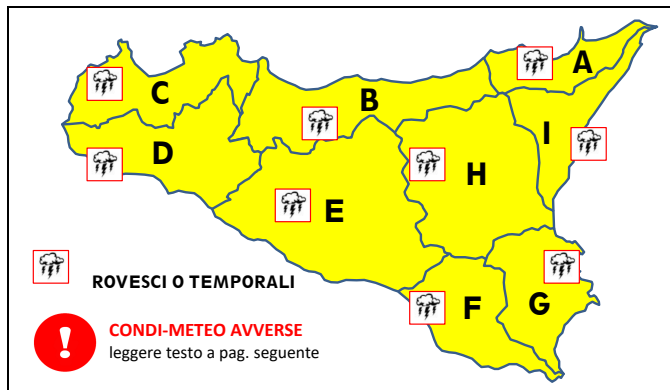 A
C
B
I
D
H
E
ROVESCI O TEMPORALI
F
G
CONDI-METEO AVVERSE
leggere testo a pag. seguente